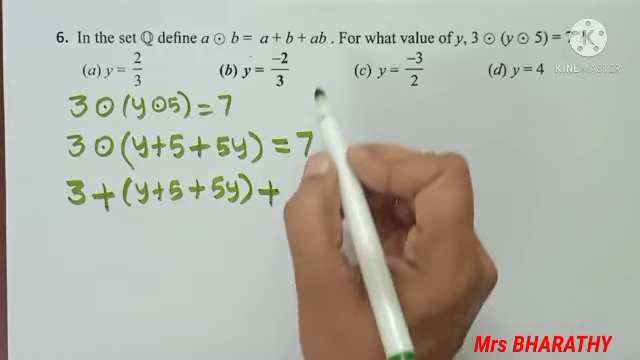 6. In the set ℚ define a ⊙ b = a + b + ab . For what value of y, 3 ⊙ (y ⊙ 5) = 7
(a) y = 2/3 (b) y = -2/3 (c) y = -3/2 (d) y = 4
3 ⊙ (y ⊙ 5) = 7
3 ⊙ (y+5+5y) = 7
3 + (y+5+5y) +
KINEMASTER
Mrs BHARATHY